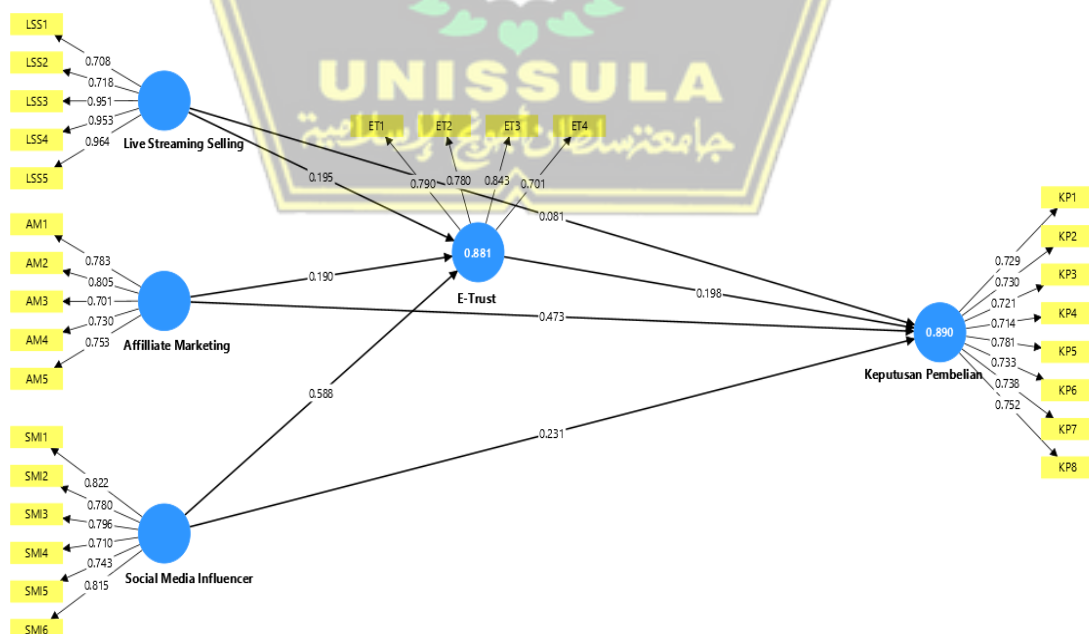 UNISSULA
جامعترسلطان أجونج الإسلامية
LSS1
LSS2
LSS3
LSS4
LSS5
0.708
0.718
0.951
0.953
0.964
Live Streaming Selling
ET1
ET2
ET3
ET4
0.790
0.780
0.843
0.701
0.195
0.081
0.881
E-Trust
AM1
AM2
AM3
AM4
AM5
0.783
0.805
0.701
0.730
0.753
Affilliate Marketing
0.190
0.198
0.473
0.588
0.231
KP1
KP2
KP3
KP4
KP5
KP6
KP7
KP8
0.729
0.730
0.721
0.714
0.781
0.733
0.738
0.752
0.890
Keputusan Pembelian
SMI1
SMI2
SMI3
SMI4
SMI5
SMI6
0.822
0.780
0.796
0.710
0.743
0.815
Social Media Influencer